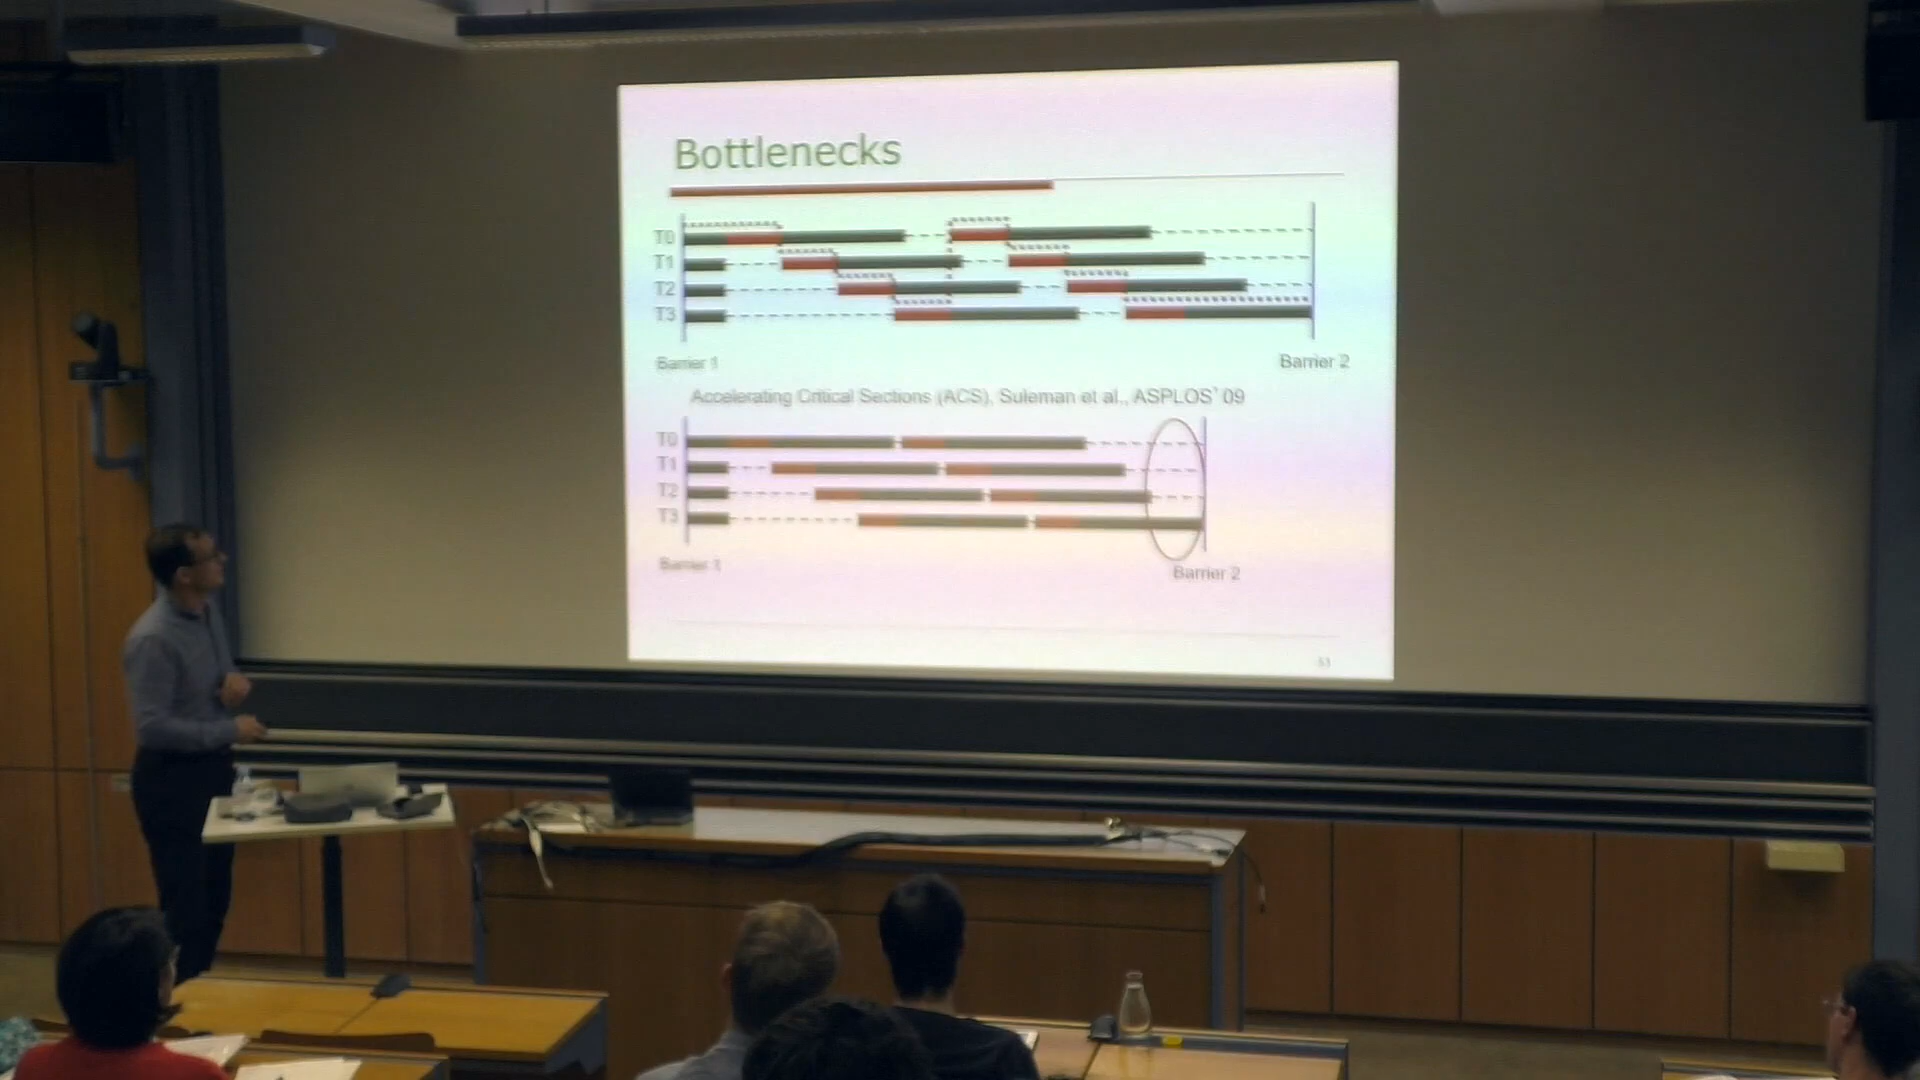 Bottlenecks
T0
T1
T2
T3
Barrier 1
Barrier 2
Accelerating Critical Sections (ACS), Suleman et al., ASPLOS' 09
T0
T1
T2
T3
Barrier 1
Barrier 2